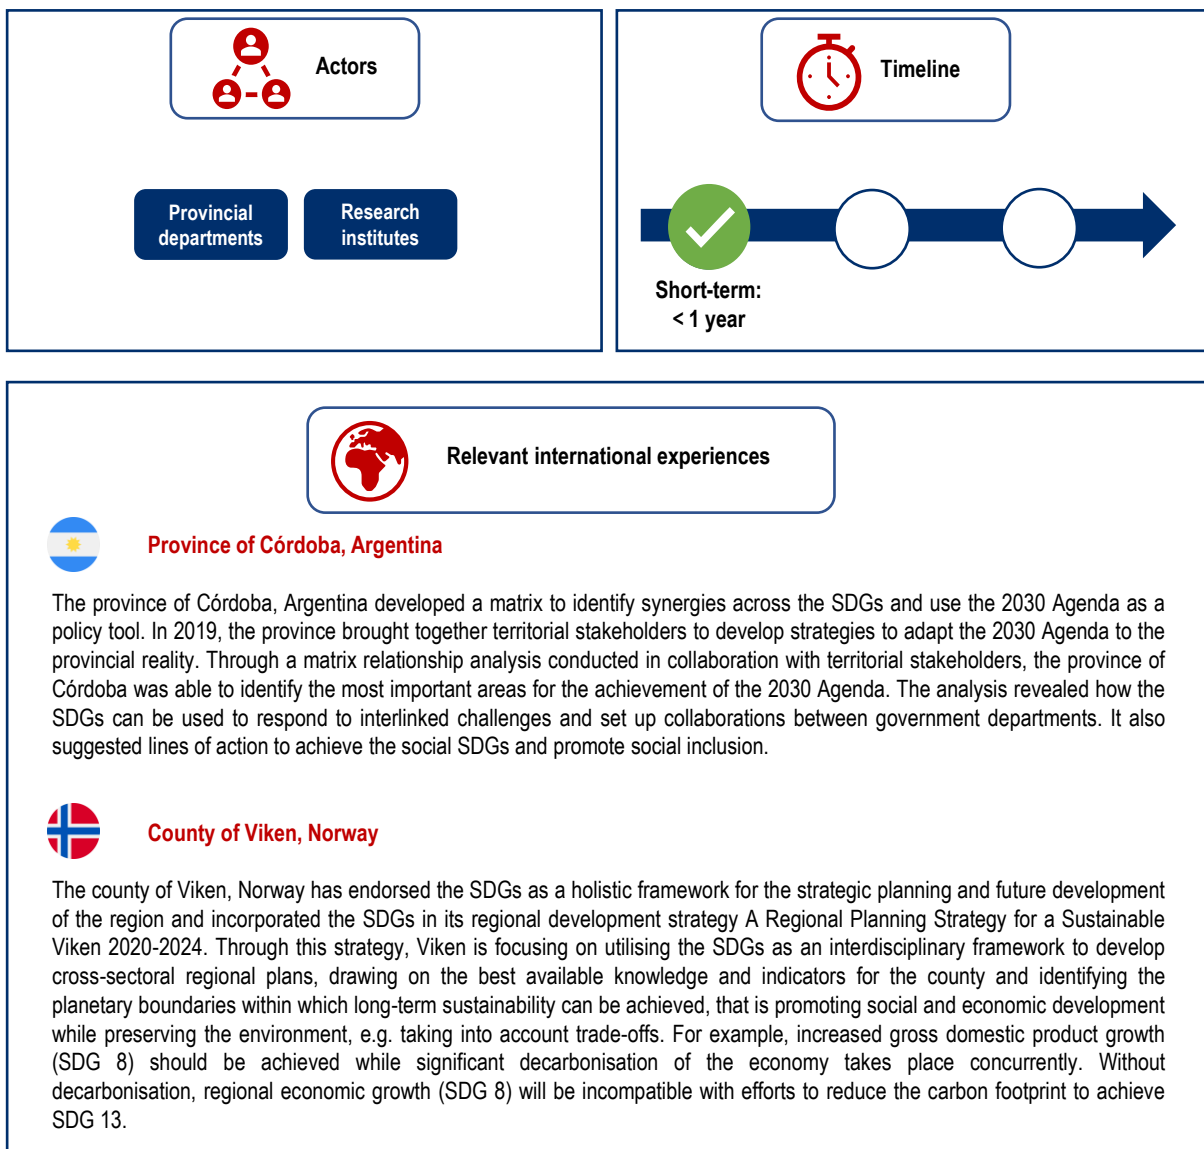 Actors
Timeline
Provincial
departments
Research
institutes
Short-term:
< 1 year
Relevant international experiences
Province of Córdoba, Argentina
The province of Córdoba, Argentina developed a matrix to identify synergies across the SDGs and use the 2030 Agenda as a
policy tool. In 2019, the province brought together territorial stakeholders to develop strategies to adapt the 2030 Agenda to the
provincial reality. Through a matrix relationship analysis conducted in collaboration with territorial stakeholders, the province of
Córdoba was able to identify the most important areas for the achievement of the 2030 Agenda. The analysis revealed how the
SDGs can be used to respond to interlinked challenges and set up collaborations between government departments. It also
suggested lines of action to achieve the social SDGs and promote social inclusion.
County of Viken, Norway
The county of Viken, Norway has endorsed the SDGs as a holistic framework for the strategic planning and future development
of the region and incorporated the SDGs in its regional development strategy A Regional Planning Strategy for a Sustainable
Viken 2020-2024. Through this strategy, Viken is focusing on utilising the SDGs as an interdisciplinary framework to develop
cross-sectoral regional plans, drawing on the best available knowledge and indicators for the county and identifying the
planetary boundaries within which long-term sustainability can be achieved, that is promoting social and economic development
while preserving the environment, e.g. taking into account trade-offs. For example, increased gross domestic product growth
(SDG 8) should be achieved while significant decarbonisation of the economy takes place concurrently. Without
decarbonisation, regional economic growth (SDG 8) will be incompatible with efforts to reduce the carbon footprint to achieve
SDG 13.